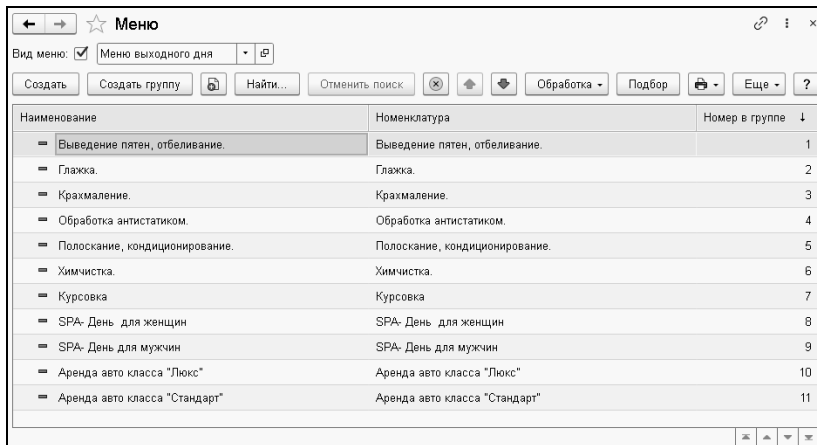 Меню
Вид меню: Меню выходного дня
Создать Создать группу Найти... Отменить поиск Обработка Подбор Еще ?
Наименование Номенклатура Номер в группе ↓
Выведение пятен, отбеливание. Выведение пятен, отбеливание. 1
Глажка. Глажка. 2
Крахмаление. Крахмаление. 3
Обработка антистатиком. Обработка антистатиком. 4
Полоскание, кондиционирование. Полоскание, кондиционирование. 5
Химчистка. Химчистка. 6
Курсовка Курсовка 7
SPA- День для женщин SPA- День для женщин 8
SPA- День для мужчин SPA- День для мужчин 9
Аренда авто класса "Люкс" Аренда авто класса "Люкс" 10
Аренда авто класса "Стандарт" Аренда авто класса "Стандарт" 11